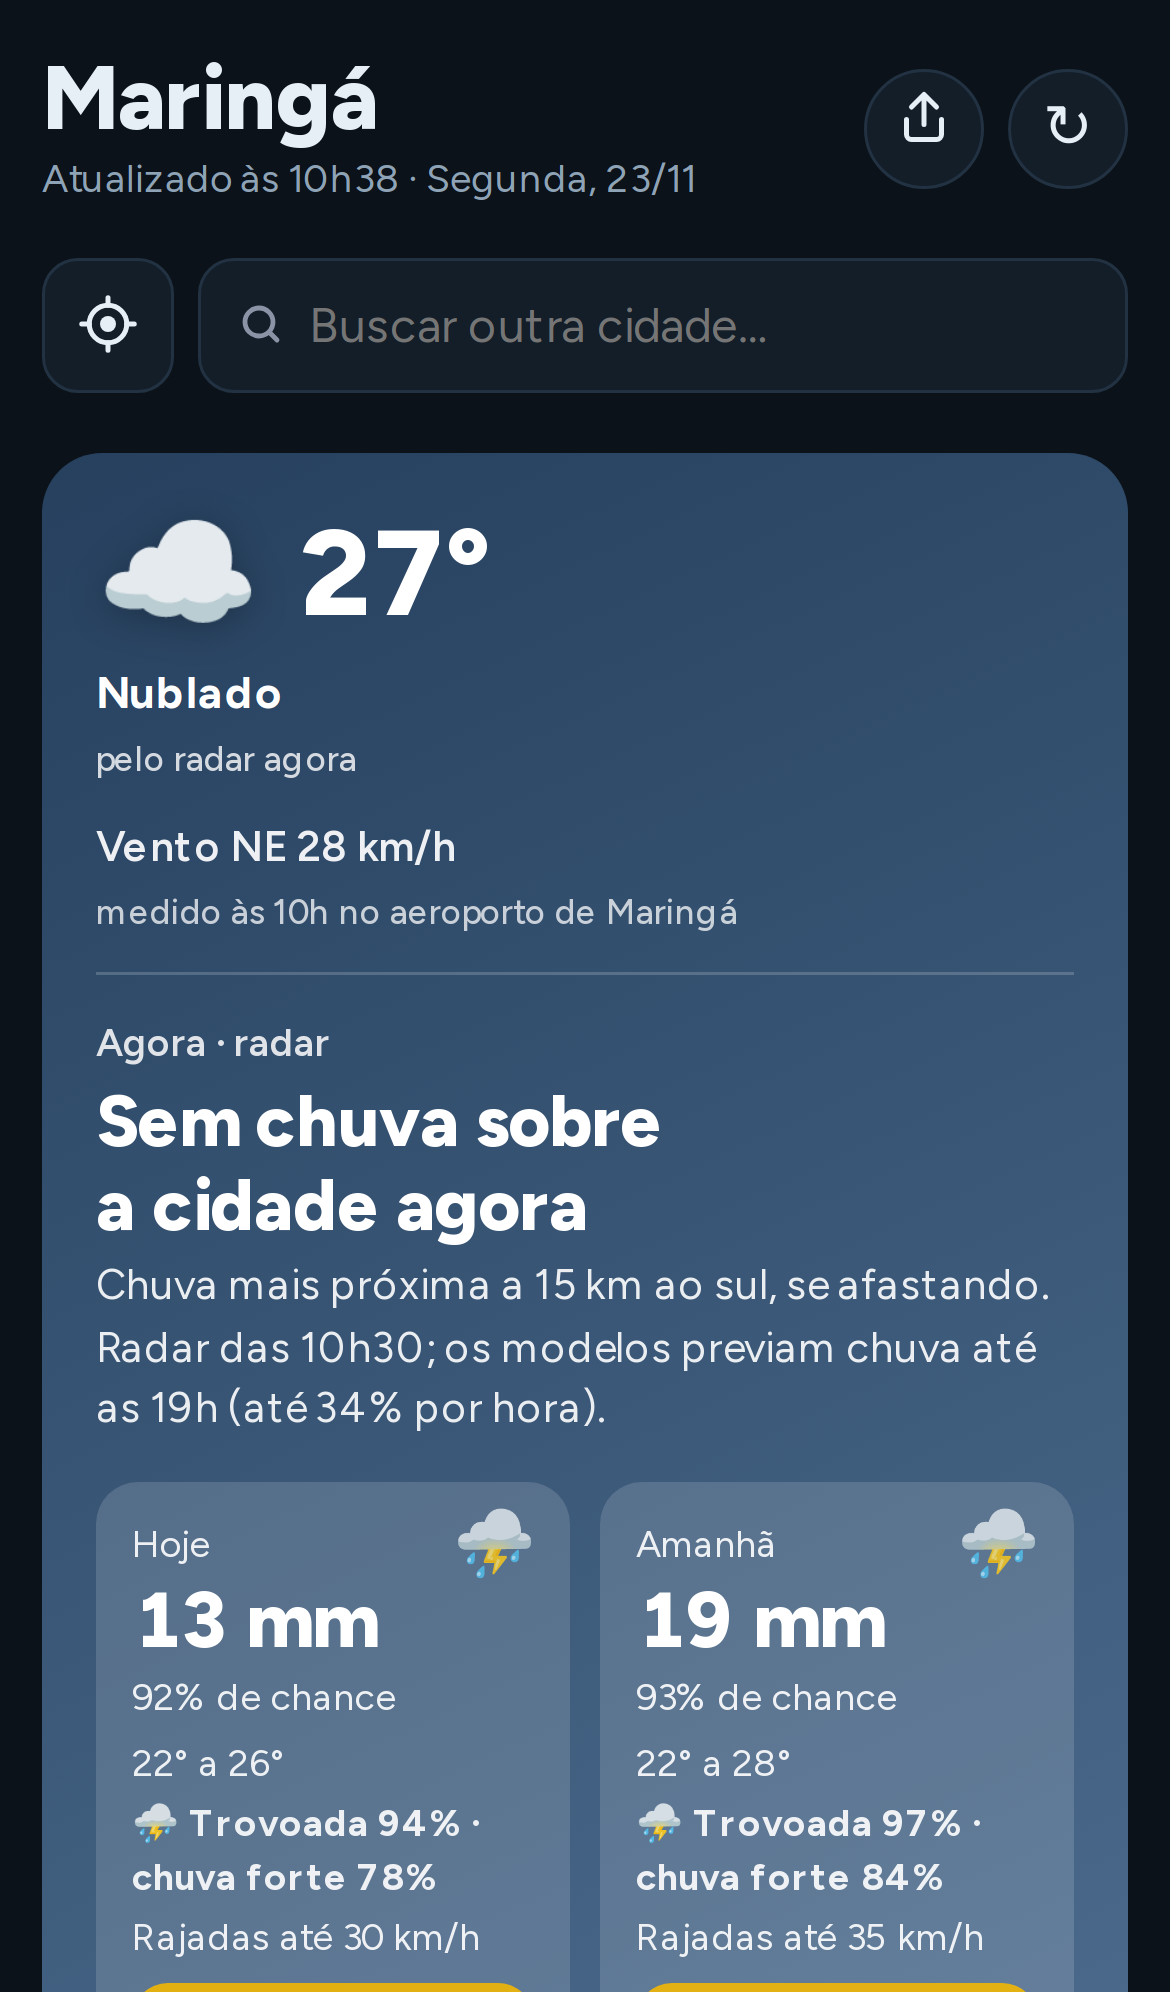 Maringá
Atualizado às 10h38 · Segunda, 23/11
Buscar outra cidade...
27°
Nublado
pelo radar agora
Vento NE 28 km/h
medido às 10h no aeroporto de Maringá
Agora · radar
Sem chuva sobre
a cidade agora
Chuva mais próxima a 15 km ao sul, se afastando.
Radar das 10h30; os modelos previam chuva até
as 19h (até 34% por hora).
Hoje
13 mm
92% de chance
22° a 26°
Trovoada 94% ·
chuva forte 78%
Rajadas até 30 km/h
Amanhã
19 mm
93% de chance
22° a 28°
Trovoada 97% ·
chuva forte 84%
Rajadas até 35 km/h